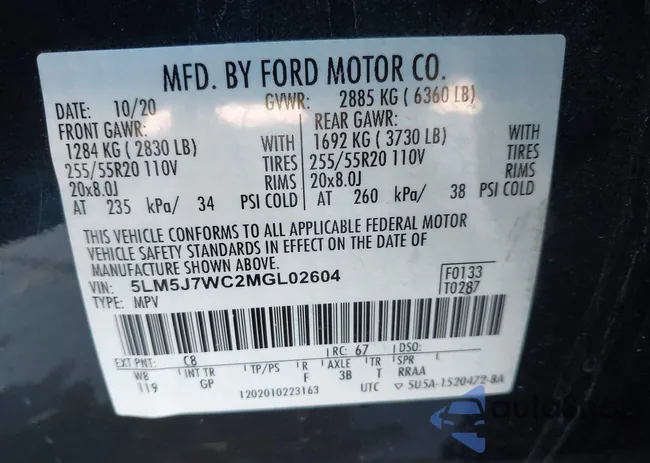 MFD. BY FORD MOTOR CO.
DATE: 10/20 GVWR: 2885 KG ( 6360 LB)
FRONT GAWR: REAR GAWR:
1284 KG ( 2830 LB) WITH 1692 KG ( 3730 LB) WITH
255/55R20 110V TIRES 255/55R20 110V TIRES
20x8.0J RIMS 20x8.0J RIMS
AT 235 kPa/ 34 PSI COLD AT 260 kPa/ 38 PSI COLD
THIS VEHICLE CONFORMS TO ALL APPLICABLE FEDERAL MOTOR
VEHICLE SAFETY STANDARDS IN EFFECT ON THE DATE OF
MANUFACTURE SHOWN ABOVE.
VIN: 5LM5J7WC2MGL02604 F0133
TYPE: MPV T0287
EXT PNT: C8 RC: 67 DSO:
WB INT TR TP/PS R AXLE TR SPR
119 GP F 3B T RRAA
1202010223163 UTC ▽ 5U5A-1520472-BA